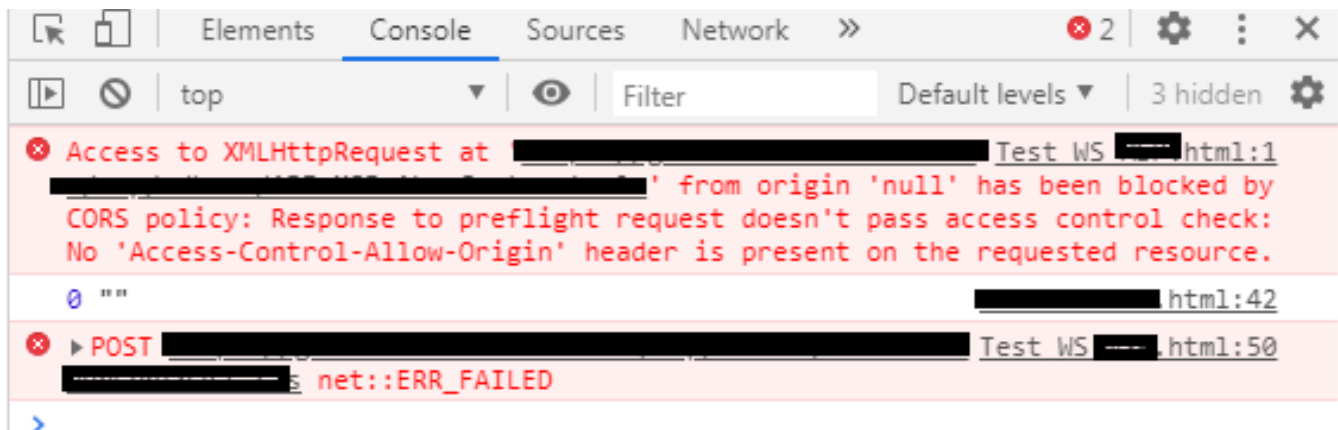 Elements Console Sources Network » 2
top Filter Default levels 3 hidden
Access to XMLHttpRequest at ' Test WS html:1
' from origin 'null' has been blocked by
CORS policy: Response to preflight request doesn't pass access control check:
No 'Access-Control-Allow-Origin' header is present on the requested resource.
0 "" .html:42
POST Test WS .html:50
s net::ERR_FAILED
>